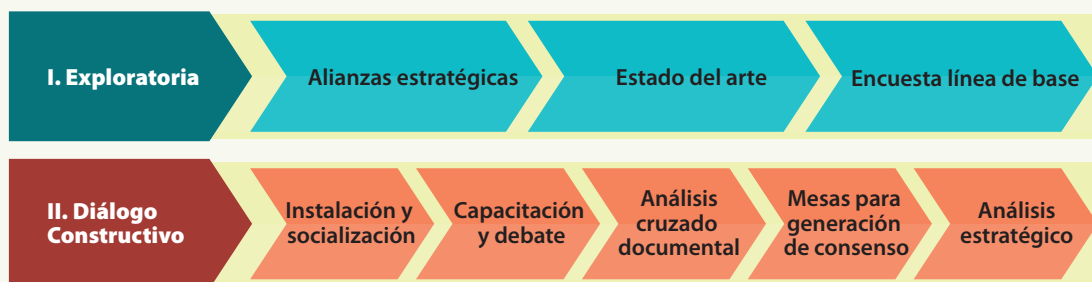 I. Exploratoria
Alianzas estratégicas
Estado del arte
Encuesta línea de base
II. Diálogo
Constructivo
Instalación y
socialización
Capacitación
y debate
Análisis
cruzado
documental
Mesas para
generación
de consenso
Análisis
estratégico